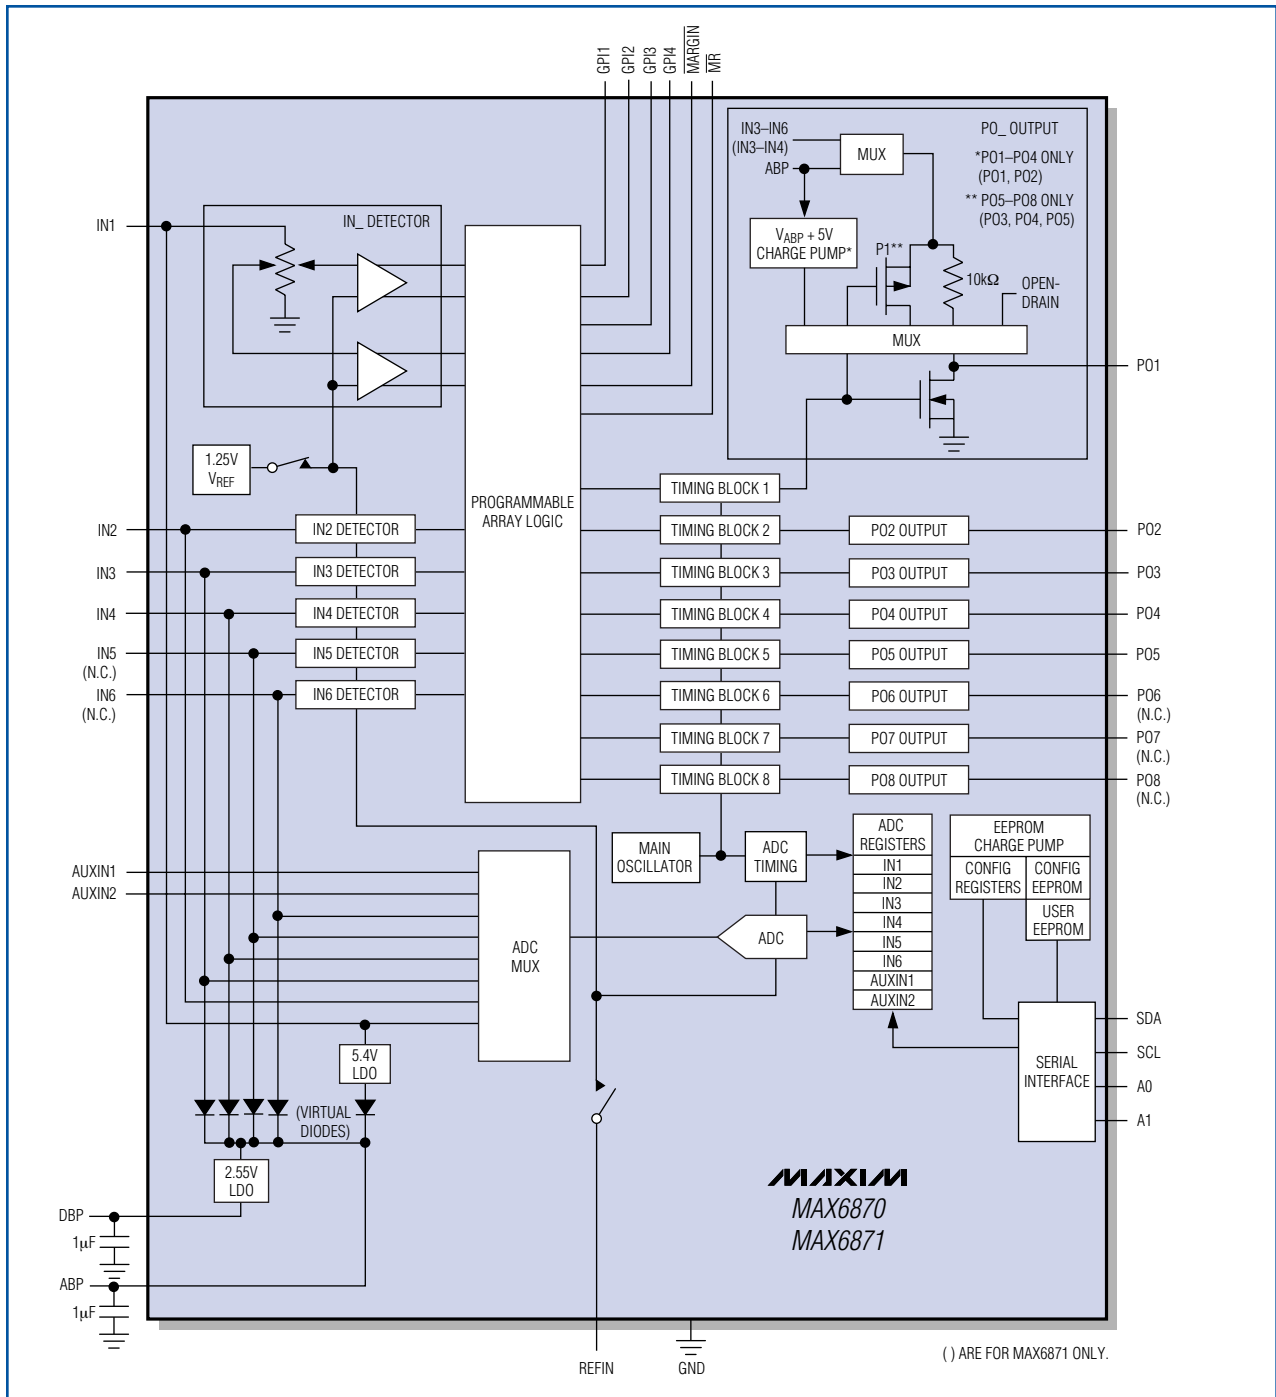 GPI1
GPI2
GPI3
GPI4
MARGIN
MR
IN3–IN6
(IN3–IN4)
ABP
MUX
PO_ OUTPUT
*PO1–PO4 ONLY
(PO1, PO2)
** PO5–PO8 ONLY
(PO3, PO4, PO5)
VABP + 5V
CHARGE PUMP*
P1**
10kΩ
OPEN-
DRAIN
MUX
PO1
IN1
IN_ DETECTOR
1.25V
VREF
PROGRAMMABLE
ARRAY LOGIC
TIMING BLOCK 1
IN2
IN2 DETECTOR
TIMING BLOCK 2
PO2 OUTPUT
PO2
IN3
IN3 DETECTOR
TIMING BLOCK 3
PO3 OUTPUT
PO3
IN4
IN4 DETECTOR
TIMING BLOCK 4
PO4 OUTPUT
PO4
IN5
(N.C.)
IN5 DETECTOR
TIMING BLOCK 5
PO5 OUTPUT
PO5
IN6
(N.C.)
IN6 DETECTOR
TIMING BLOCK 6
PO6 OUTPUT
PO6
(N.C.)
TIMING BLOCK 7
PO7 OUTPUT
PO7
(N.C.)
TIMING BLOCK 8
PO8 OUTPUT
PO8
(N.C.)
MAIN
OSCILLATOR
ADC
TIMING
ADC
REGISTERS
IN1
IN2
IN3
IN4
IN5
IN6
AUXIN1
AUXIN2
EEPROM
CHARGE PUMP
CONFIG
REGISTERS
CONFIG
EEPROM
USER
EEPROM
AUXIN1
AUXIN2
ADC
MUX
ADC
5.4V
LDO
(VIRTUAL
DIODES)
2.55V
LDO
SERIAL
INTERFACE
SDA
SCL
A0
A1
MAXIM
MAX6870
MAX6871
DBP
1µF
ABP
1µF
REFIN
GND
( ) ARE FOR MAX6871 ONLY.